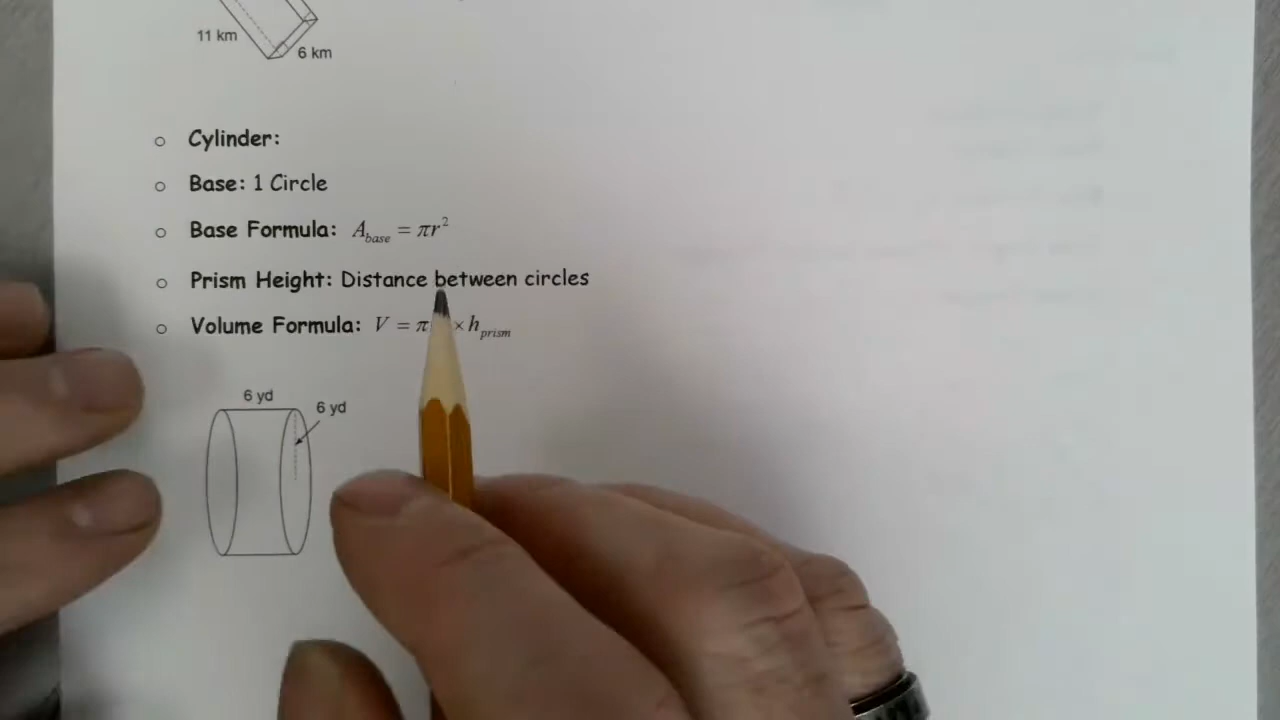 11 km
6 km
Cylinder:
Base: 1 Circle
Base Formula: A_base = πr²
Prism Height: Distance between circles
Volume Formula: V = π × h_prism
6 yd
6 yd